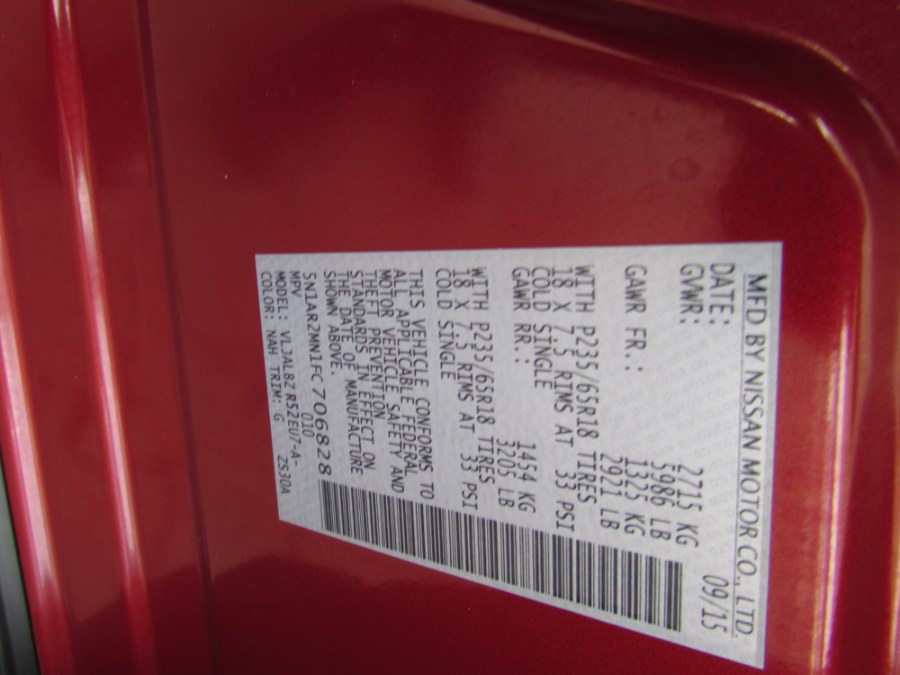 MFD BY NISSAN MOTOR CO., LTD.
DATE: 09/15
GVWR: 2715 KG
5986 LB
GAWR FR.: 1325 KG
2921 LB
WITH P235/65R18 TIRES
18 X 7.5 RIMS AT 33 PSI
COLD SINGLE
GAWR RR.: 1454 KG
3205 LB
WITH P235/65R18 TIRES
18 X 7.5 RIMS AT 33 PSI
COLD SINGLE
THIS VEHICLE CONFORMS TO
ALL APPLICABLE FEDERAL
MOTOR VEHICLE SAFETY AND
THEFT PREVENTION
STANDARDS IN EFFECT ON
THE DATE OF MANUFACTURE
SHOWN ABOVE.
5N1AR2MN1FC706828
MPV 010
MODEL: VLJALBZ R52EU7-A-
COLOR: NAH TRIM: G ZS30A